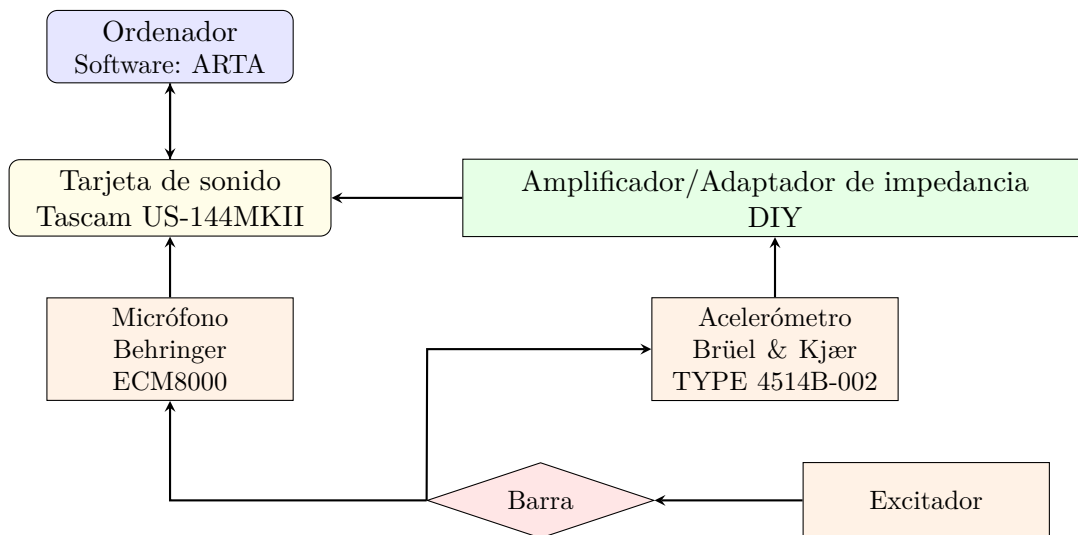 Ordenador
Software: ARTA
Tarjeta de sonido
Tascam US-144MKII
Amplificador/Adaptador de impedancia
DIY
Micrófono
Behringer
ECM8000
Acelerómetro
Brüel & Kjær
TYPE 4514B-002
Barra
Excitador